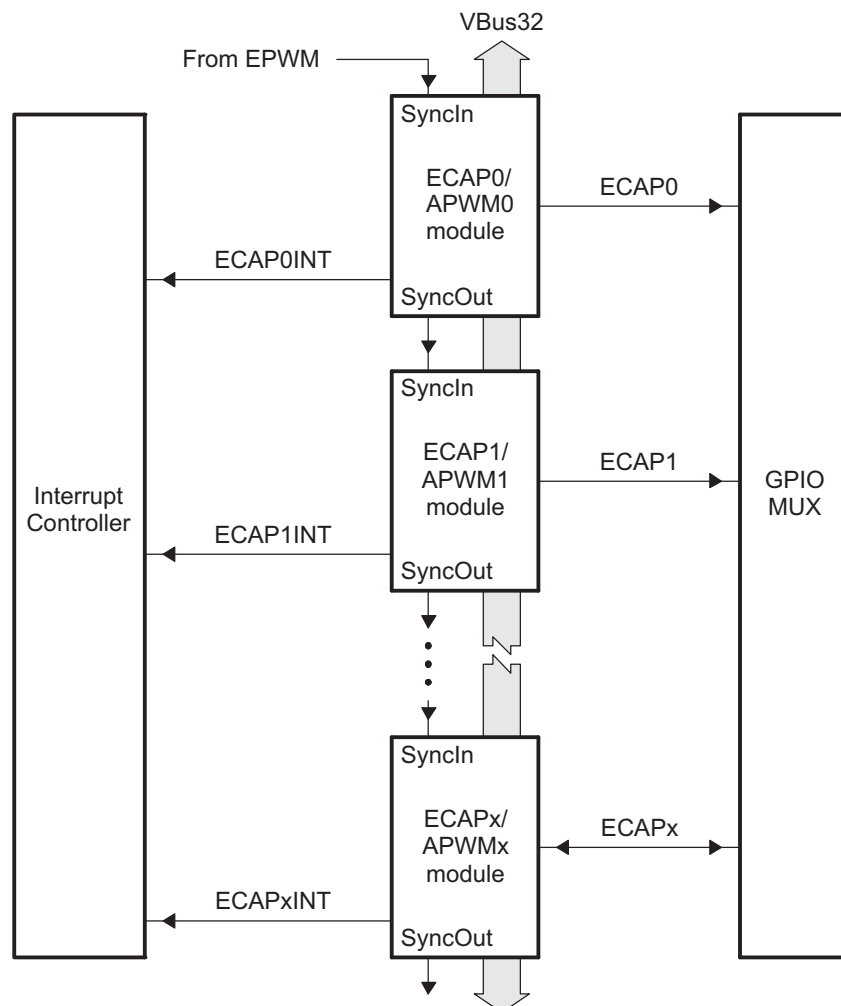 VBus32
From EPWM
SyncIn
ECAP0/
APWM0
module
ECAP0
ECAP0INT
SyncOut
SyncIn
ECAP1/
APWM1
module
ECAP1
Interrupt
Controller
GPIO
MUX
ECAP1INT
SyncOut
SyncIn
ECAPx/
APWMx
module
ECAPx
ECAPxINT
SyncOut